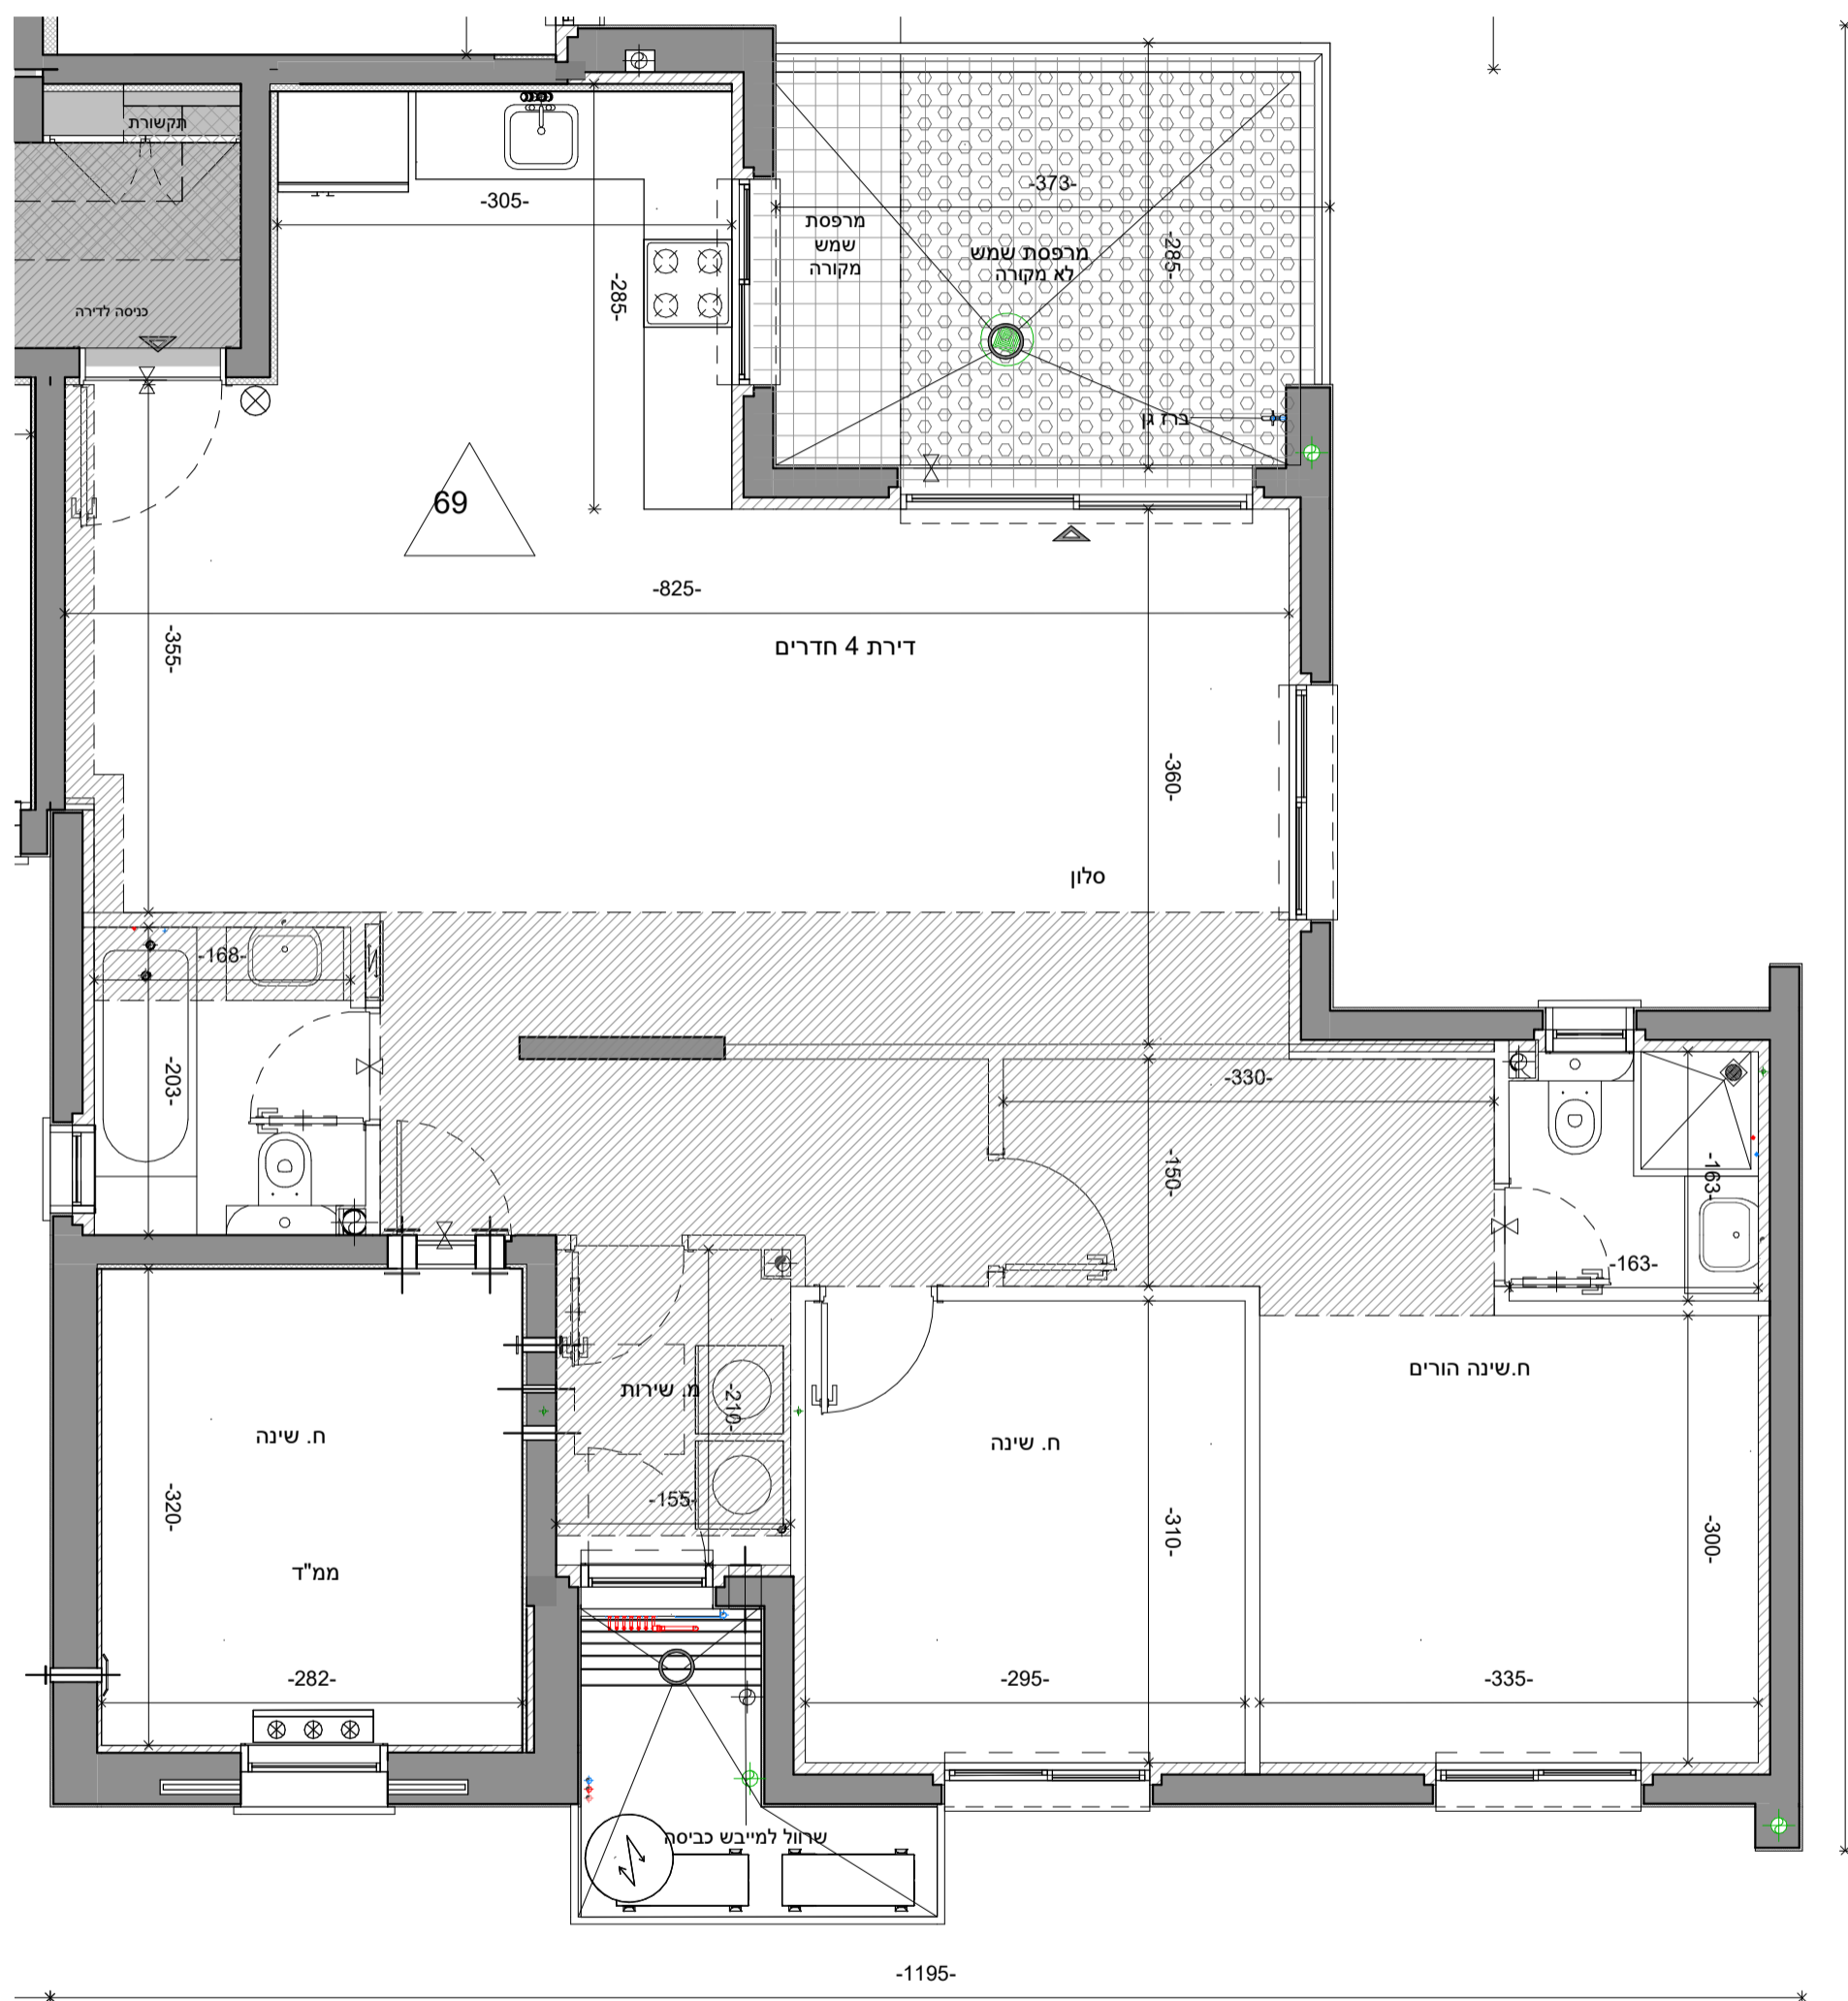 תקשורת
-305-
-373-
מרפסת
שמש
מקורה
מרפסת שמש
לא מקורה
-285-
-285-
כניסה לדירה
ברז גן
69
-825-
דירת 4 חדרים
-355-
-360-
סלון
-168-
-203-
-330-
-150-
-163-
-163-
ח.שינה הורים
מ. שירות
-210-
ח. שינה
ח. שינה
-155-
-320-
-310-
-300-
ממ"ד
-282-
-295-
-335-
שרוול למייבש כביסה
-1195-